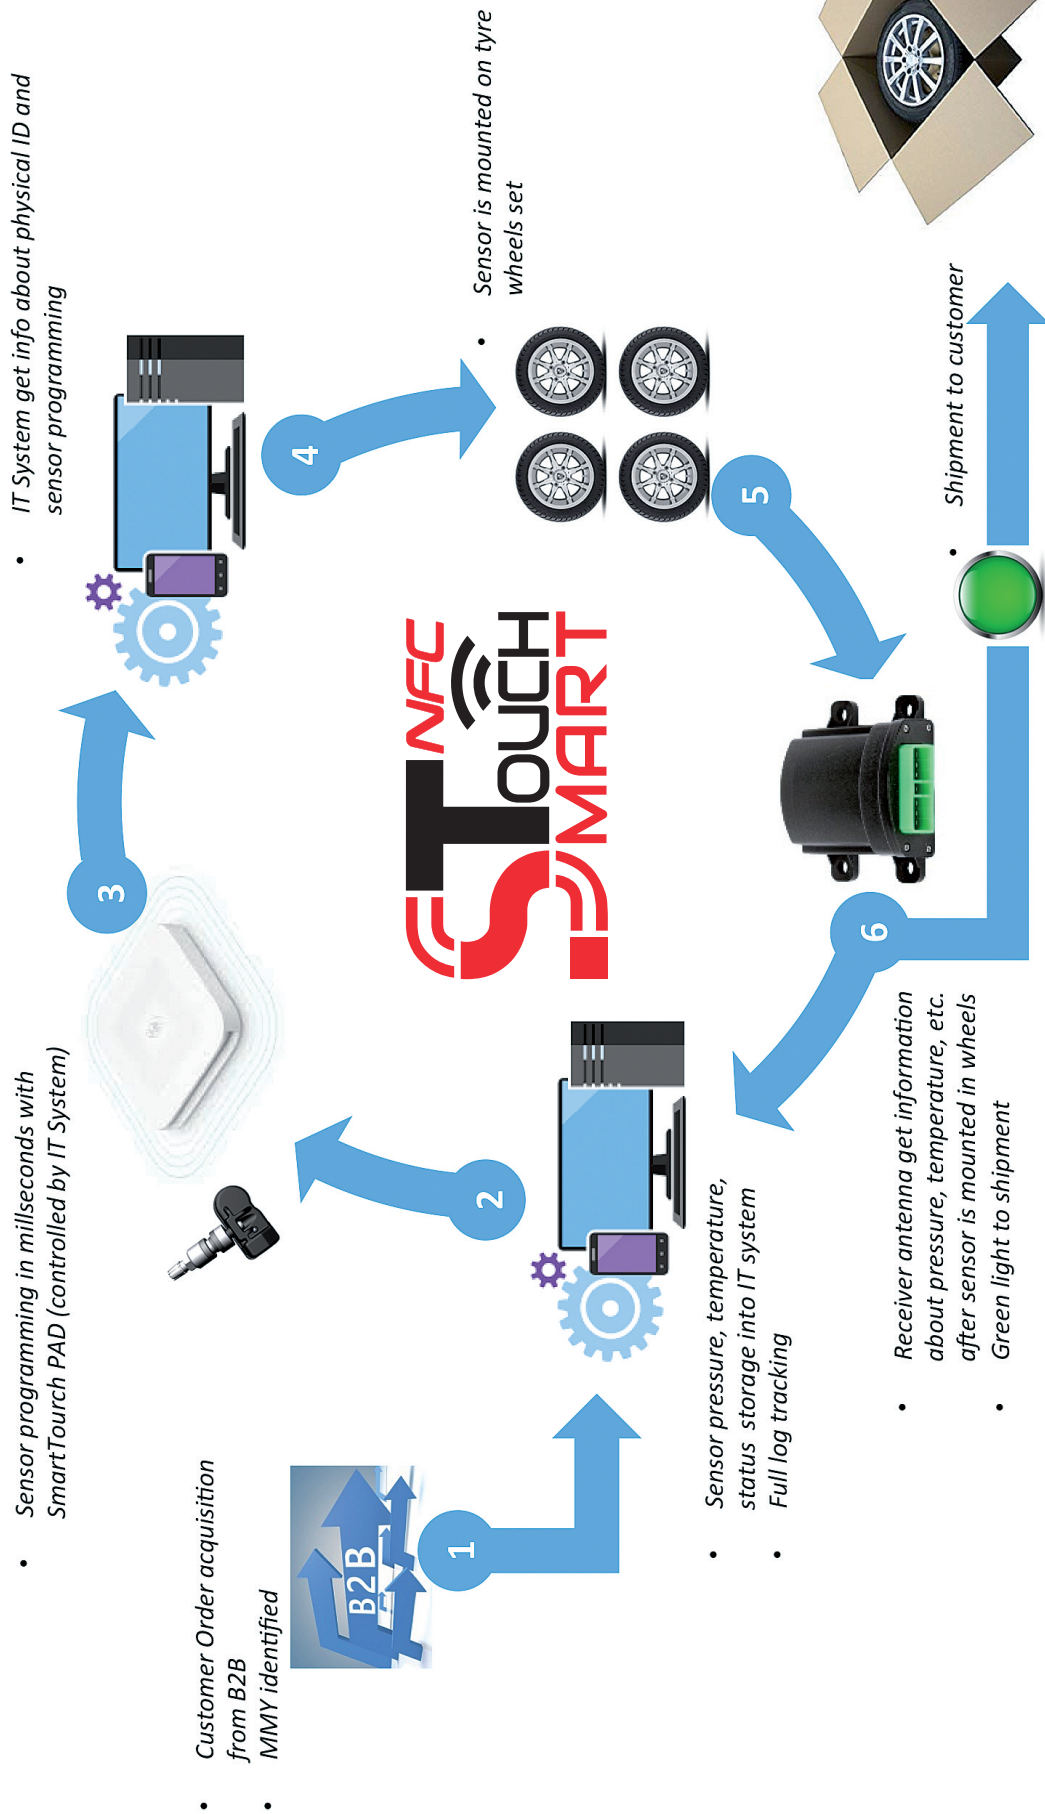 Sensor programming in millseconds with
SmartTourch PAD (controlled by IT System)
IT System get info about physical ID and
sensor programming
Customer Order acquisition
from B2B
MMY identified
B2B
1
2
3
4
Sensor is mounted on tyre
wheels set
ST NFC
TOUCH
SMART
5
6
Sensor pressure, temperature,
status storage into IT system
Full log tracking
Receiver antenna get information
about pressure, temperature, etc.
after sensor is mounted in wheels
Green light to shipment
Shipment to customer